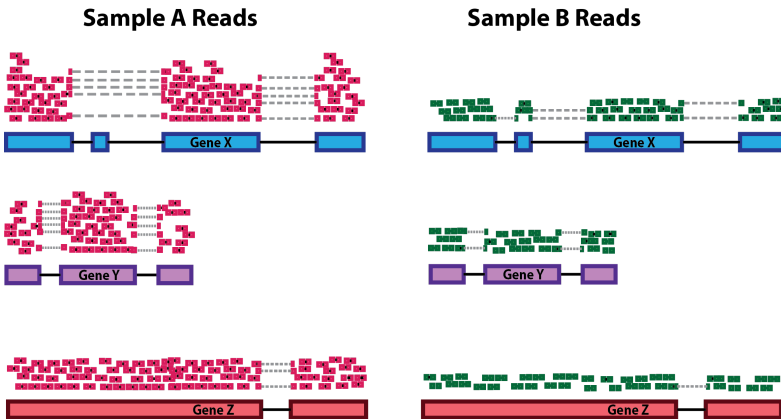 Sample A Reads
Sample B Reads
Gene X
Gene X
Gene Y
Gene Y
Gene Z
Gene Z